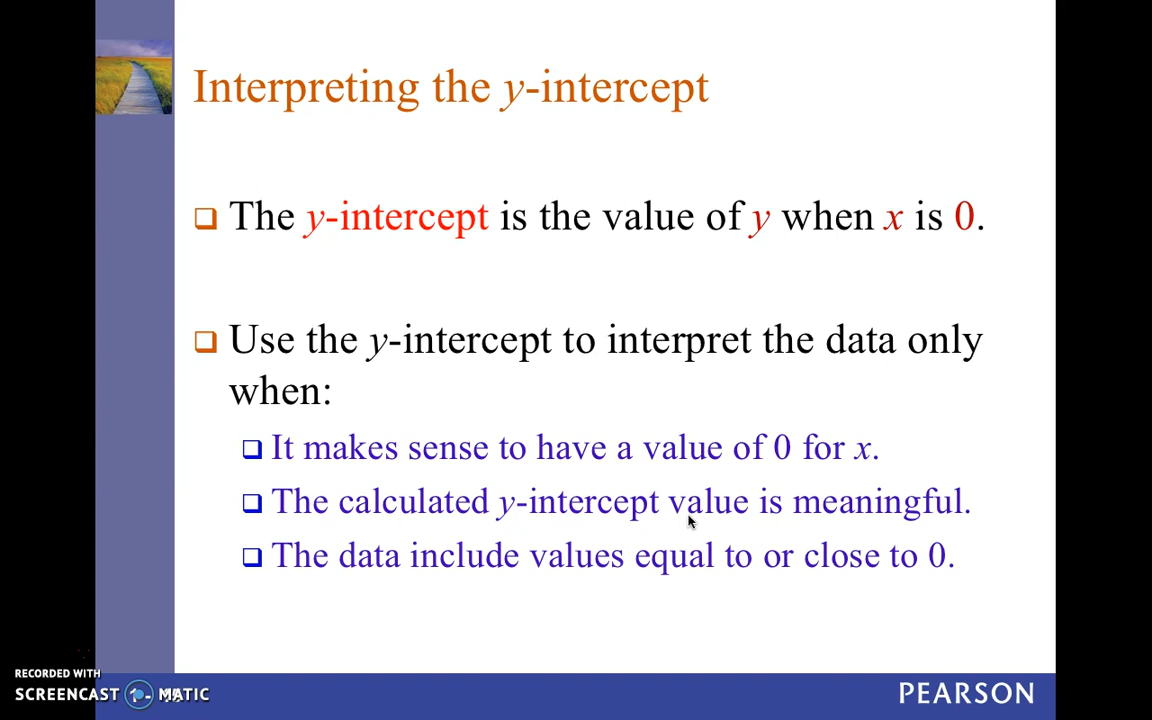 Interpreting the y-intercept
The y-intercept is the value of y when x is 0.
Use the y-intercept to interpret the data only
when:
It makes sense to have a value of 0 for x.
The calculated y-intercept value is meaningful.
The data include values equal to or close to 0.
RECORDED WITH
SCREENCAST MATIC
PEARSON